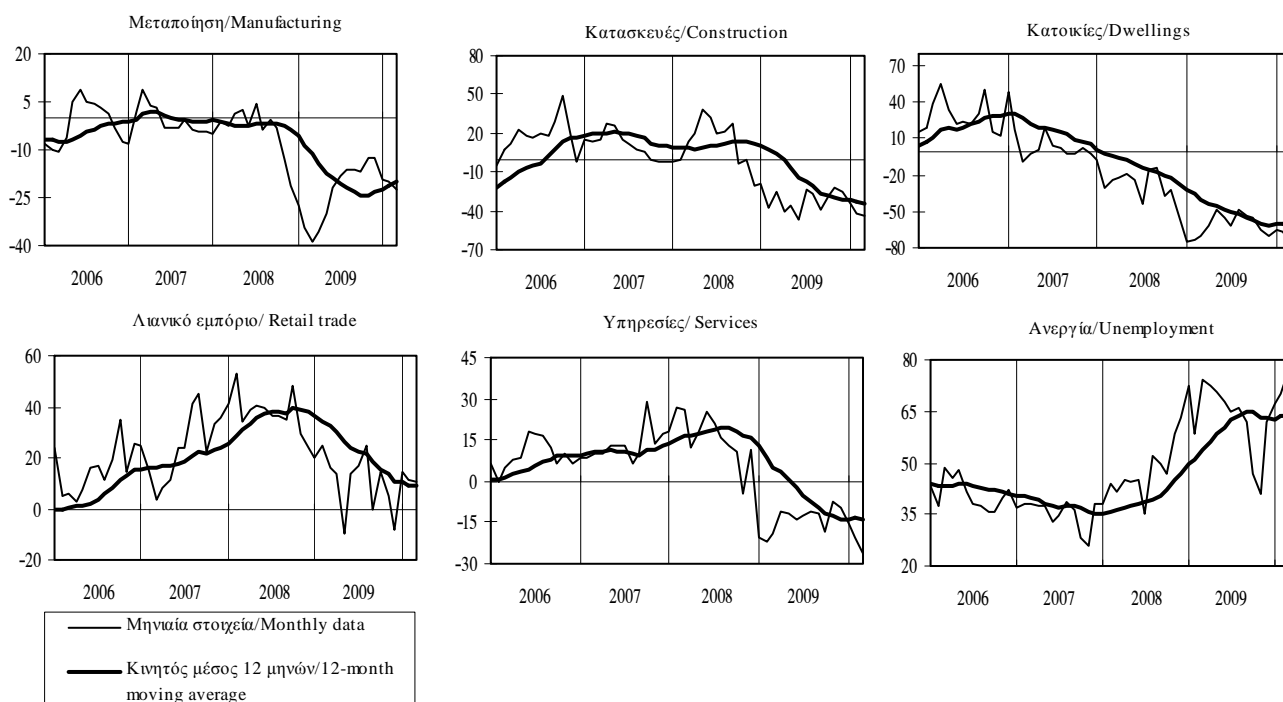 Μεταποίηση/Manufacturing
20
5
-10
-25
-40
2006 2007 2008 2009
Κατασκευές/Construction
80
50
20
-10
-40
-70
2006 2007 2008 2009
Κατοικίες/Dwellings
70
40
10
-20
-50
-80
2006 2007 2008 2009
Λιανικό εμπόριο/ Retail trade
60
40
20
0
-20
2006 2007 2008 2009
Υπηρεσίες/ Services
45
30
15
0
-15
-30
2006 2007 2008 2009
Ανεργία/Unemployment
80
65
50
35
20
2006 2007 2008 2009
Μηνιαία στοιχεία/Monthly data
Κινητός μέσος 12 μηνών/12-month
moving average